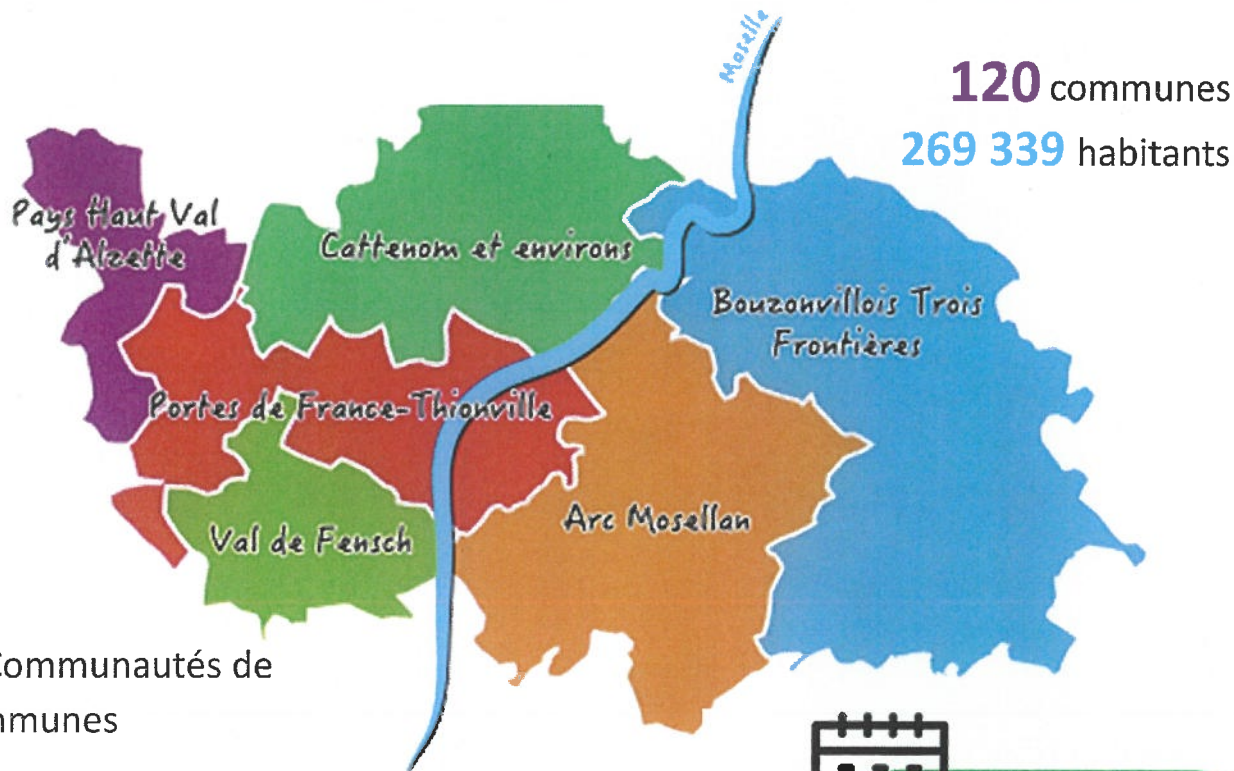 Moselle
120 communes
269 339 habitants
Pays Haut Val
d'Alzette
Cattenom et environs
Bouzonvillois Trois
Frontières
Portes de France-Thionville
Arc Mosellan
Val de Fensch
Communautés de